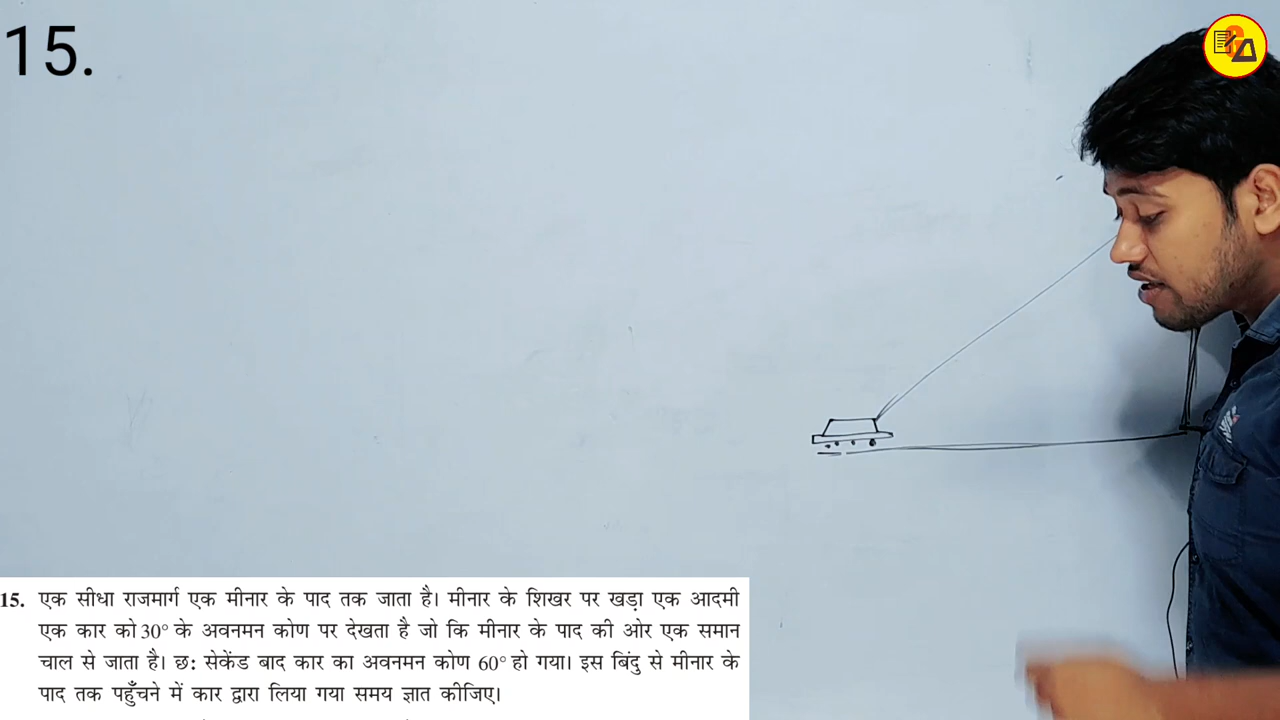 15.
15. एक सीधा राजमार्ग एक मीनार के पाद तक जाता है। मीनार के शिखर पर खड़ा एक आदमी
एक कार को 30° के अवनमन कोण पर देखता है जो कि मीनार के पाद की ओर एक समान
चाल से जाता है। छः सेकेंड बाद कार का अवनमन कोण 60° हो गया। इस बिंदु से मीनार के
पाद तक पहुँचने में कार द्वारा लिया गया समय ज्ञात कीजिए।